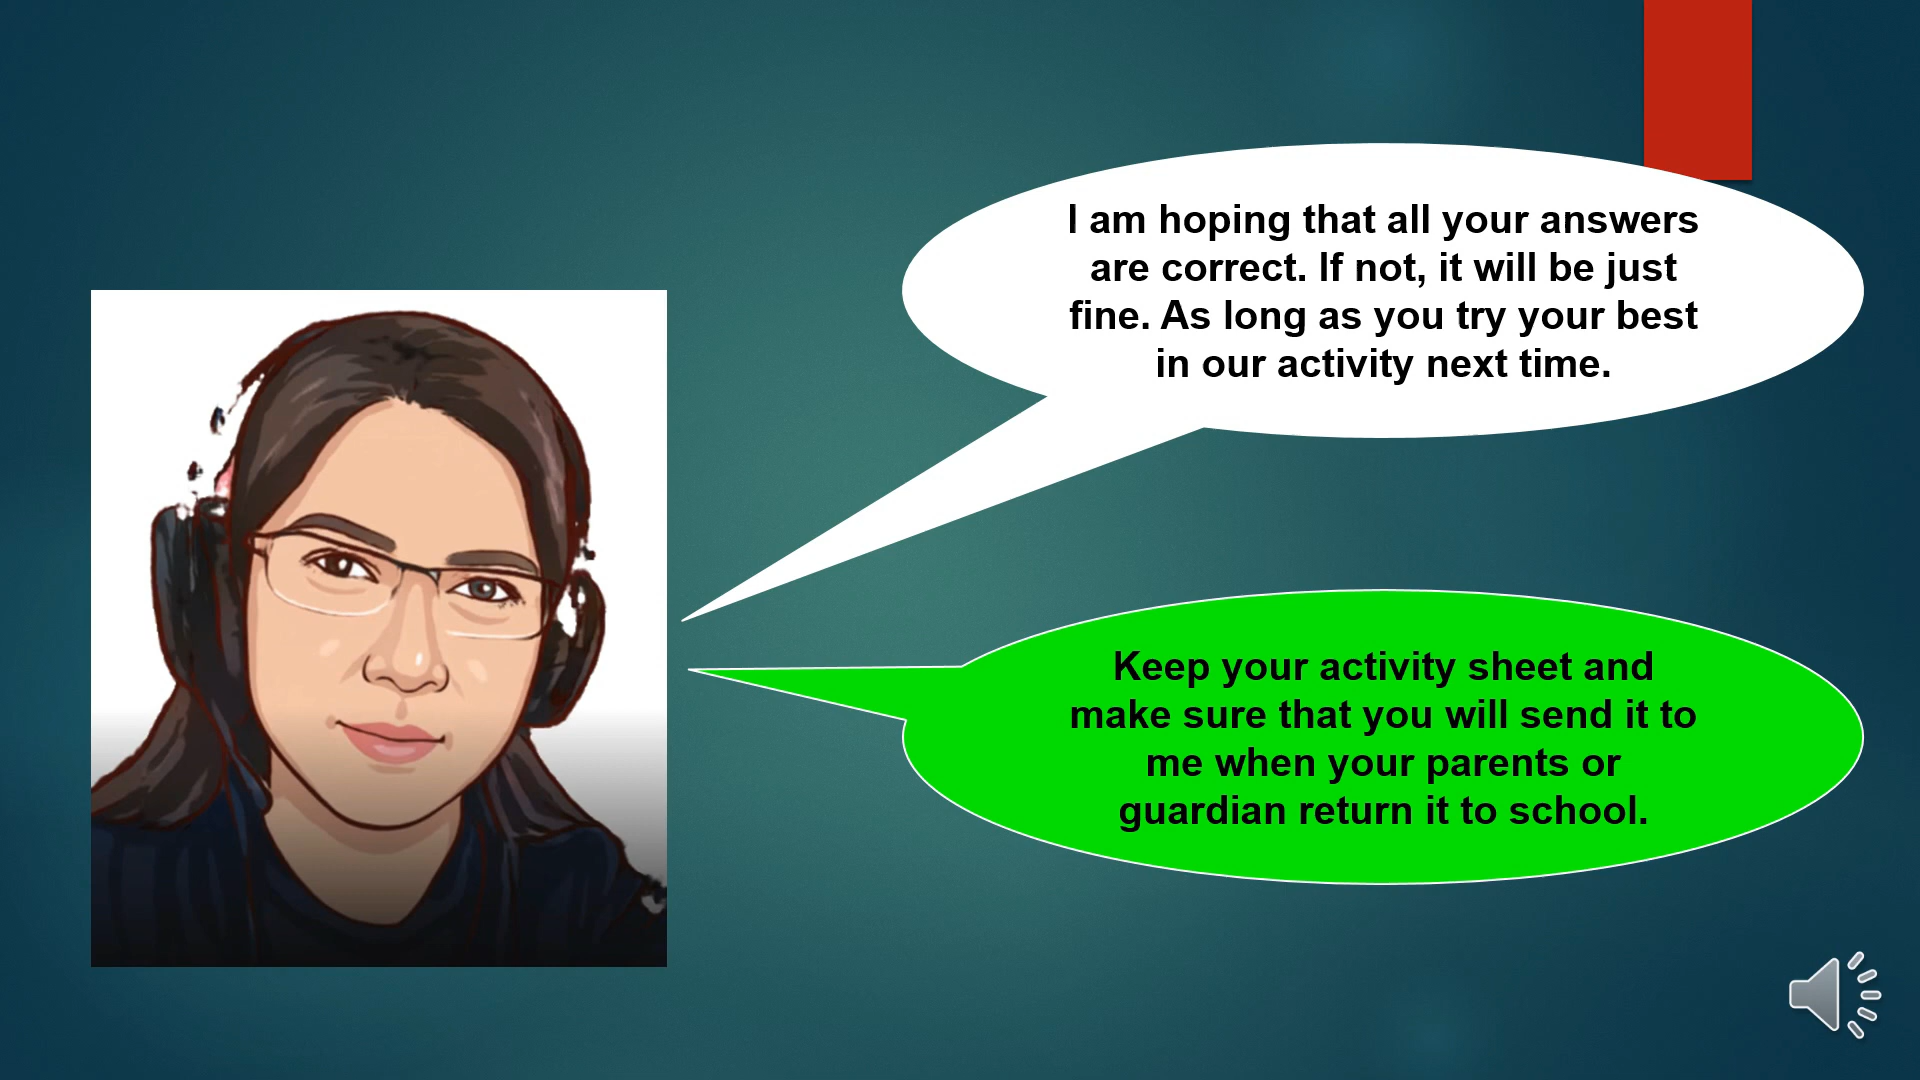 I am hoping that all your answers
are correct. If not, it will be just
fine. As long as you try your best
in our activity next time.
Keep your activity sheet and
make sure that you will send it to
me when your parents or
guardian return it to school.